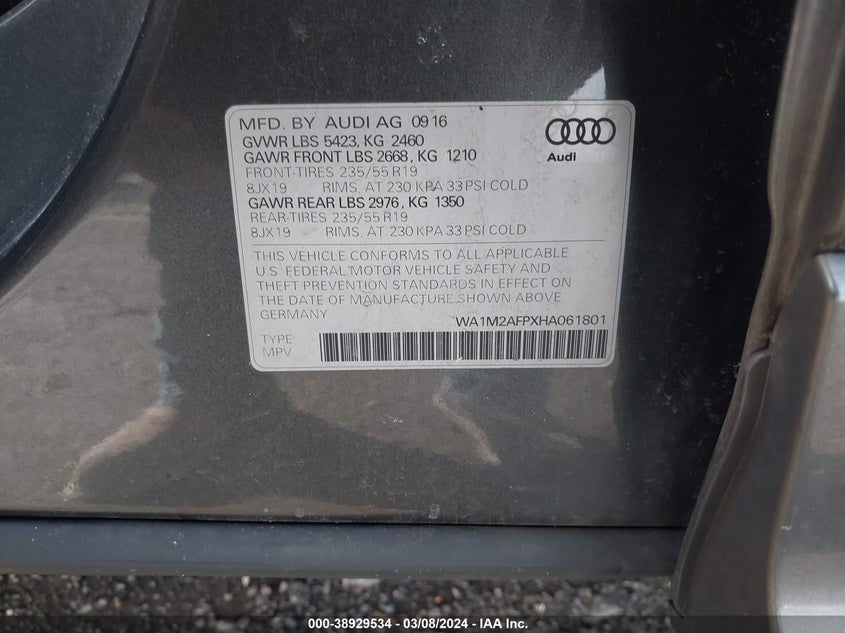 MFD. BY AUDI AG 09 16
GVWR LBS 5423, KG 2460
GAWR FRONT LBS 2668, KG 1210
FRONT-TIRES 235/55 R19
8JX19 RIMS, AT 230 KPA 33 PSI COLD
GAWR REAR LBS 2976, KG 1350
REAR-TIRES 235/55 R19
8JX19 RIMS, AT 230 KPA 33 PSI COLD
Audi
THIS VEHICLE CONFORMS TO ALL APPLICABLE
U.S. FEDERAL MOTOR VEHICLE SAFETY AND
THEFT PREVENTION STANDARDS IN EFFECT ON
THE DATE OF MANUFACTURE SHOWN ABOVE
GERMANY
WA1M2AFPXHA061801
TYPE:
MPV
000-38929534 - 03/08/2024 - IAA Inc.